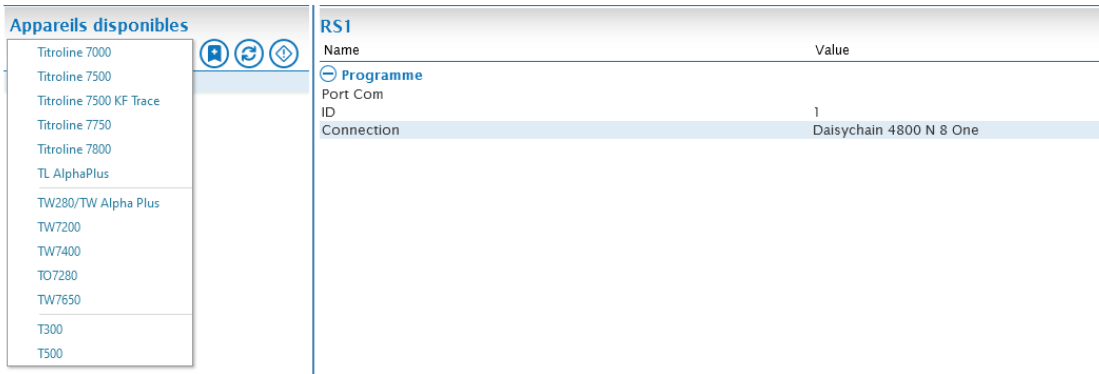 Appareils disponibles
Titroline 7000
Titroline 7500
Titroline 7500 KF Trace
Titroline 7750
Titroline 7800
TL AlphaPlus
TW280/TW Alpha Plus
TW7200
TW7400
TO7280
TW7650
T300
T500
RS1
Name Value
Programme
Port Com
ID 1
Connection Daisychain 4800 N 8 One